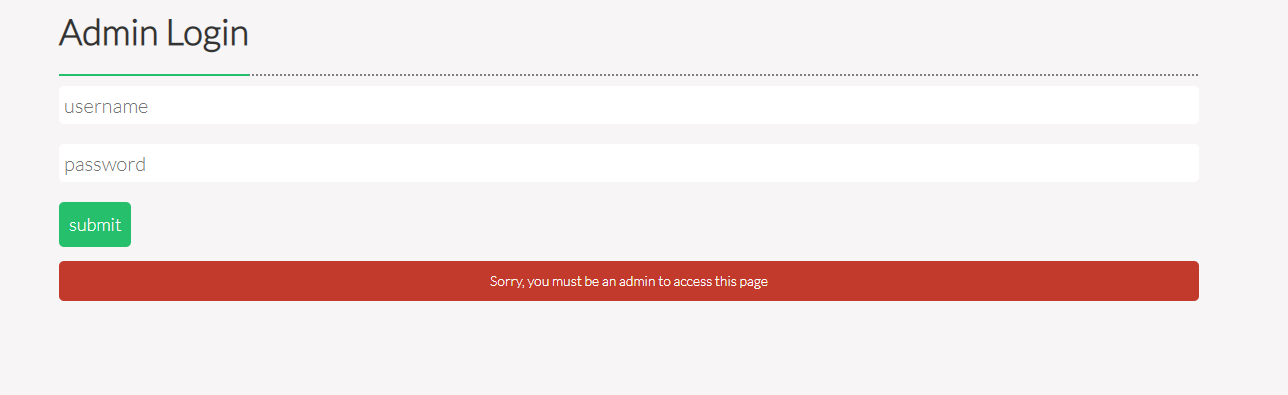 Admin Login
username
password
submit
Sorry, you must be an admin to access this page